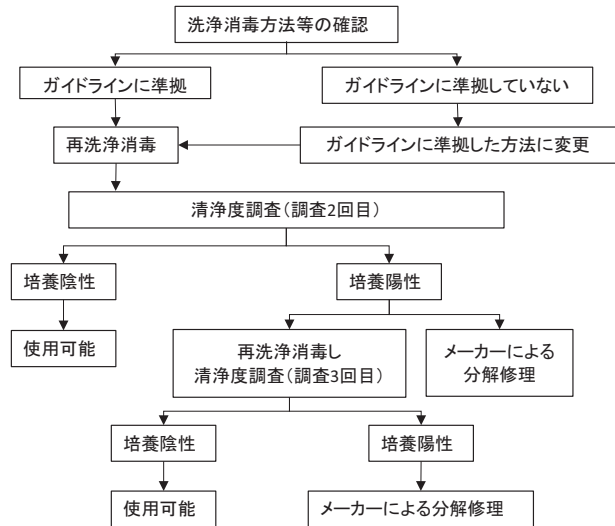 洗浄消毒方法等の確認
ガイドラインに準拠
ガイドラインに準拠していない
再洗浄消毒
ガイドラインに準拠した方法に変更
清浄度調査(調査2回目)
培養陰性
培養陽性
使用可能
再洗浄消毒し
清浄度調査(調査3回目)
メーカーによる
分解修理
培養陰性
培養陽性
使用可能
メーカーによる分解修理